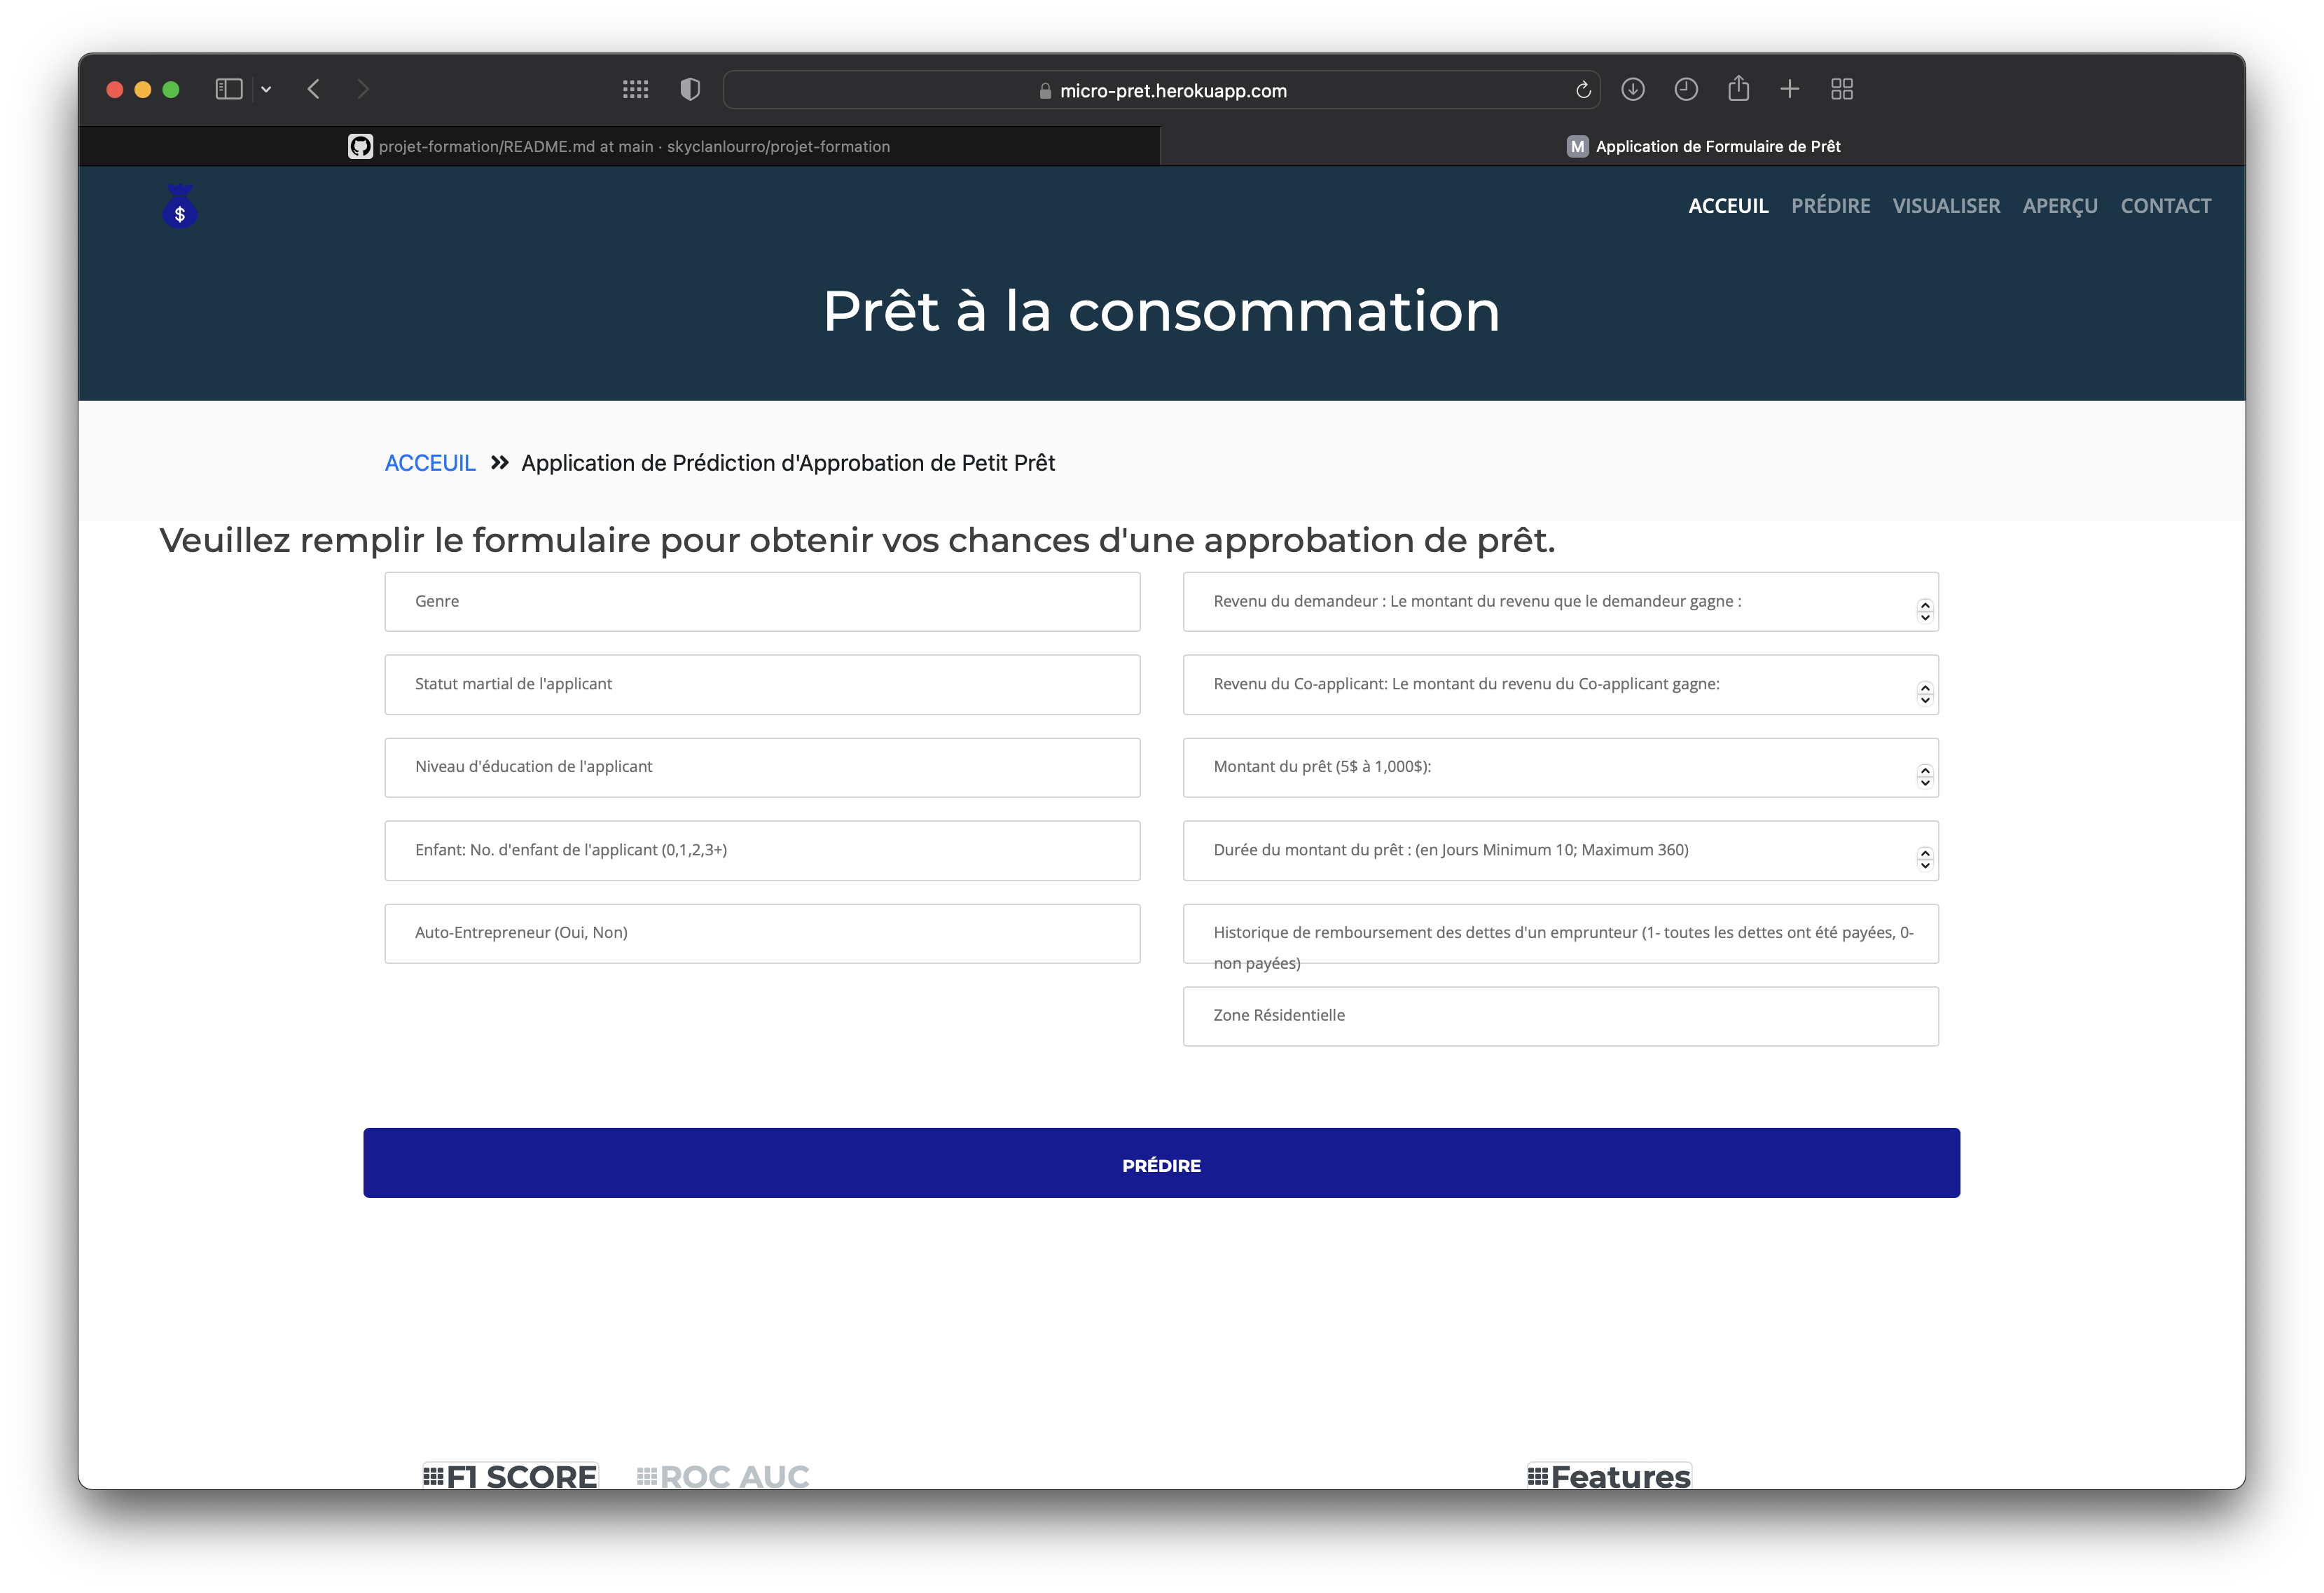 micro-pret.herokuapp.com
projet-formation/README.md at main · skyclanlourro/projet-formation
M Application de Formulaire de Prêt
$
ACCEUIL PRÉDIRE VISUALISER APERÇU CONTACT
Prêt à la consommation
ACCEUIL » Application de Prédiction d'Approbation de Petit Prêt
Veuillez remplir le formulaire pour obtenir vos chances d'une approbation de prêt.
Genre
Statut martial de l'applicant
Niveau d'éducation de l'applicant
Enfant: No. d'enfant de l'applicant (0,1,2,3+)
Auto-Entrepreneur (Oui, Non)
Revenu du demandeur : Le montant du revenu que le demandeur gagne :
Revenu du Co-applicant: Le montant du revenu du Co-applicant gagne:
Montant du prêt (5$ à 1,000$):
Durée du montant du prêt : (en Jours Minimum 10; Maximum 360)
Historique de remboursement des dettes d'un emprunteur (1- toutes les dettes ont été payées, 0-
non payées)
Zone Résidentielle
PRÉDIRE
F1 SCORE ROC AUC Features